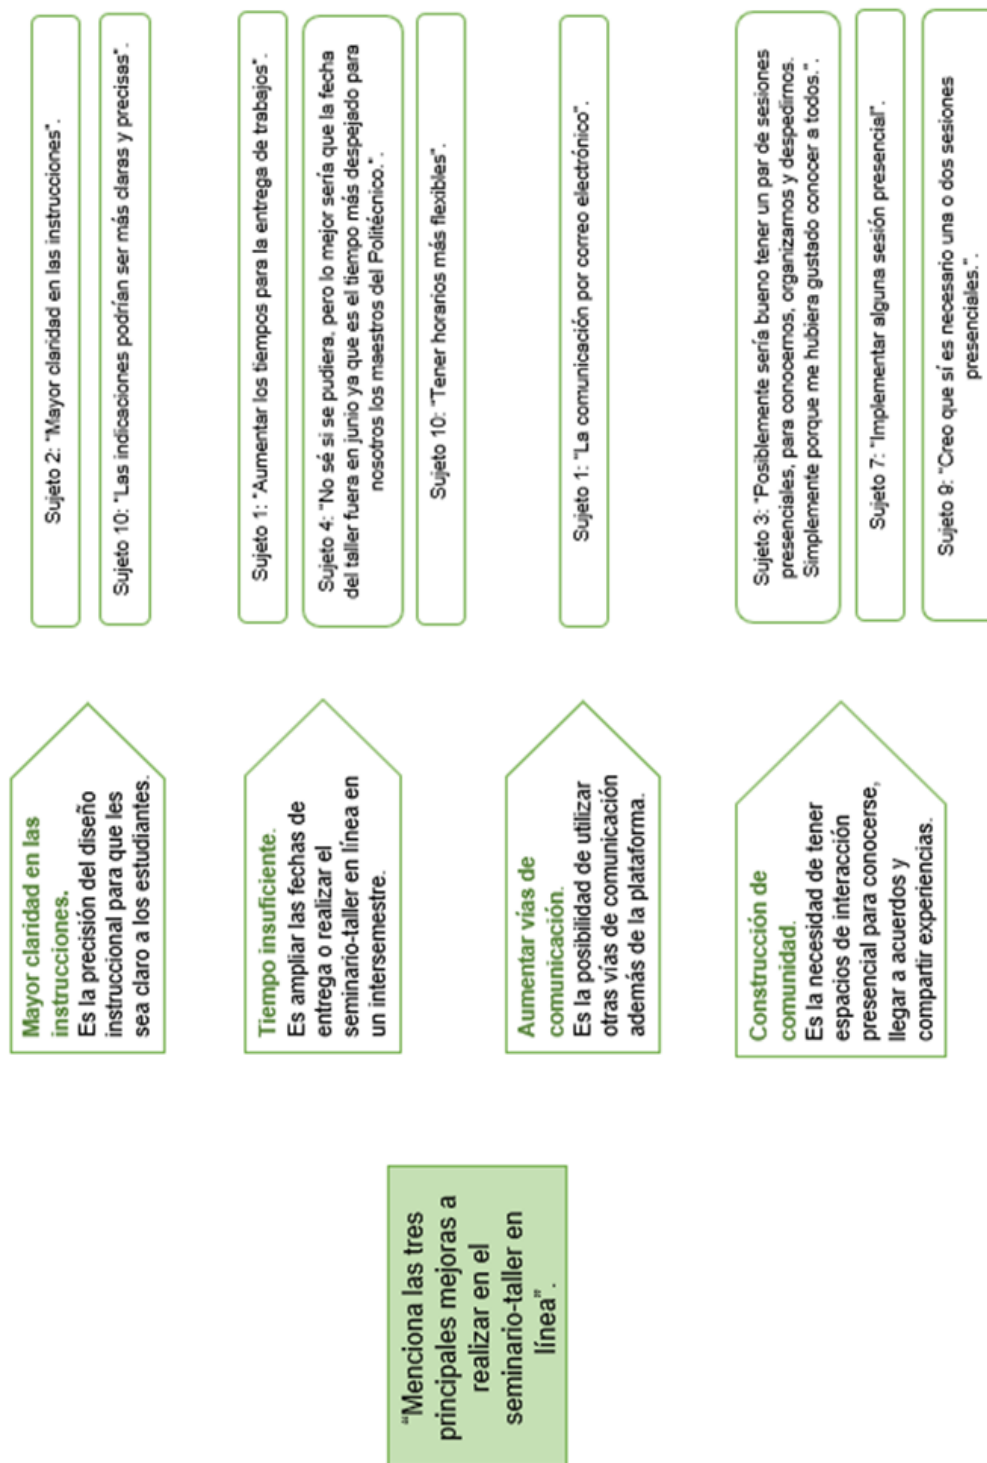 “Menciona las tres
principales mejoras a
realizar en el
seminario-taller en
línea”.
Mayor claridad en las
instrucciones.
Es la precisión del diseño
instruccional para que les
sea claro a los estudiantes.
Sujeto 2: "Mayor claridad en las instrucciones".
Sujeto 10: "Las indicaciones podrían ser más claras y precisas".
Tiempo insuficiente.
Es ampliar las fechas de
entrega o realizar el
seminario-taller en línea en
un intersemestre.
Sujeto 1: "Aumentar los tiempos para la entrega de trabajos".
Sujeto 4: "No sé si se pudiera, pero lo mejor sería que la fecha
del taller fuera en junio ya que es el tiempo más despejado para
nosotros los maestros del Politécnico.".
Sujeto 10: "Tener horarios más flexibles".
Aumentar vías de
comunicación.
Es la posibilidad de utilizar
otras vías de comunicación
además de la plataforma.
Sujeto 1: "La comunicación por correo electrónico".
Construcción de
comunidad.
Es la necesidad de tener
espacios de interacción
presencial para conocerse,
llegar a acuerdos y
compartir experiencias.
Sujeto 3: "Posiblemente sería bueno tener un par de sesiones
presenciales, para conocernos, organizarnos y despedirnos.
Simplemente porque me hubiera gustado conocer a todos.".
Sujeto 7: "Implementar alguna sesión presencial".
Sujeto 9: "Creo que sí es necesario una o dos sesiones
presenciales.".